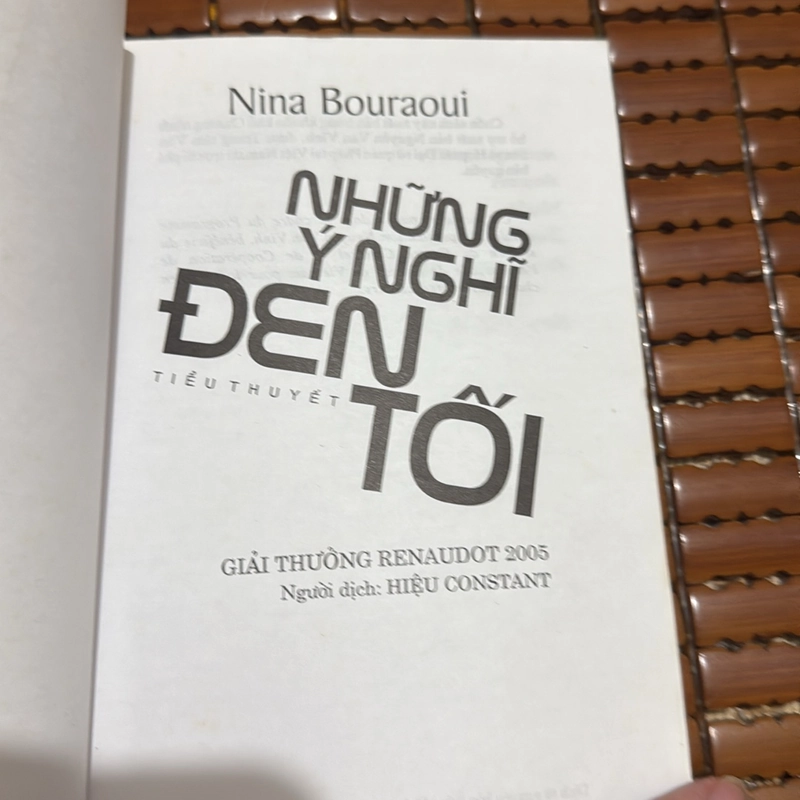 Nina Bouraoui
NHỮNG
Ý NGHĨ
ĐEN
TIỂU THUYẾT
TỐI
GIẢI THƯỞNG RENAUDOT 2005
Người dịch: HIỆU CONSTANT